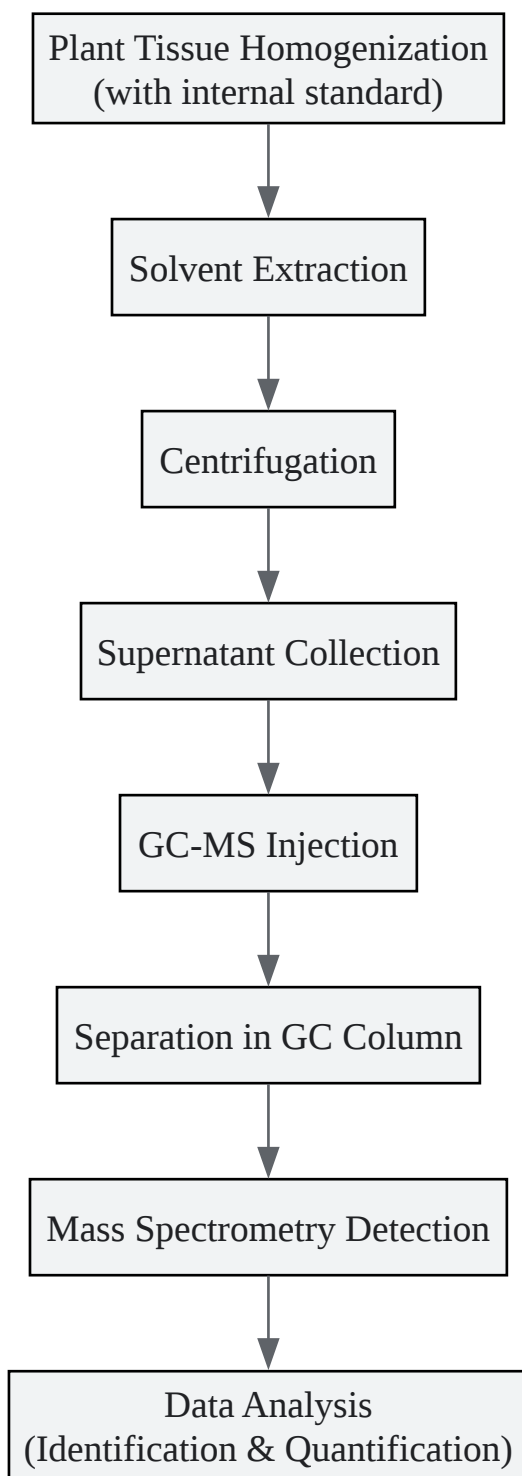 Plant Tissue Homogenization
(with internal standard)
Solvent Extraction
Centrifugation
Supernatant Collection
GC-MS Injection
Separation in GC Column
Mass Spectrometry Detection
Data Analysis
(Identification & Quantification)